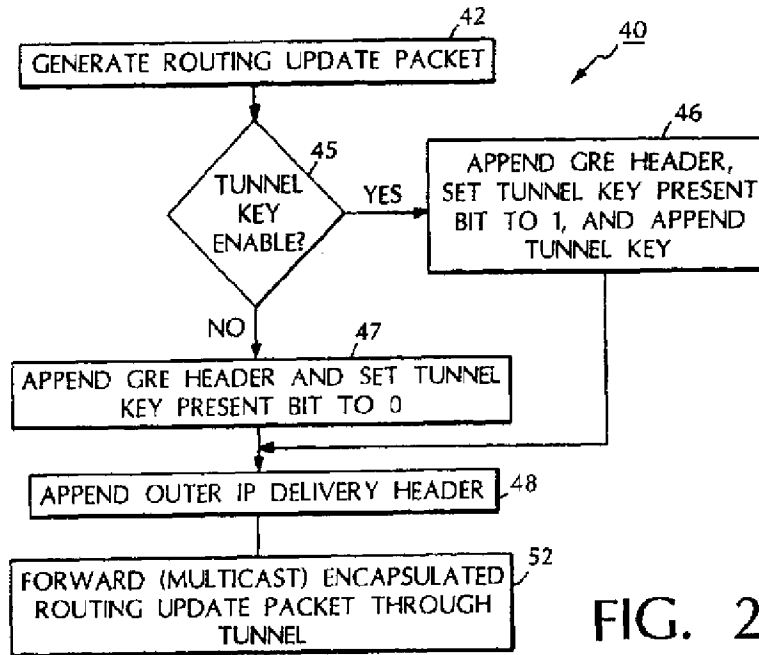 42
40
GENERATE ROUTING UPDATE PACKET
45
46
TUNNEL
KEY
ENABLE?
YES
APPEND GRE HEADER,
SET TUNNEL KEY PRESENT
BIT TO 1, AND APPEND
TUNNEL KEY
NO
47
APPEND GRE HEADER AND SET TUNNEL
KEY PRESENT BIT TO 0
APPEND OUTER IP DELIVERY HEADER
48
52
FORWARD (MULTICAST) ENCAPSULATED
ROUTING UPDATE PACKET THROUGH
TUNNEL
FIG. 2